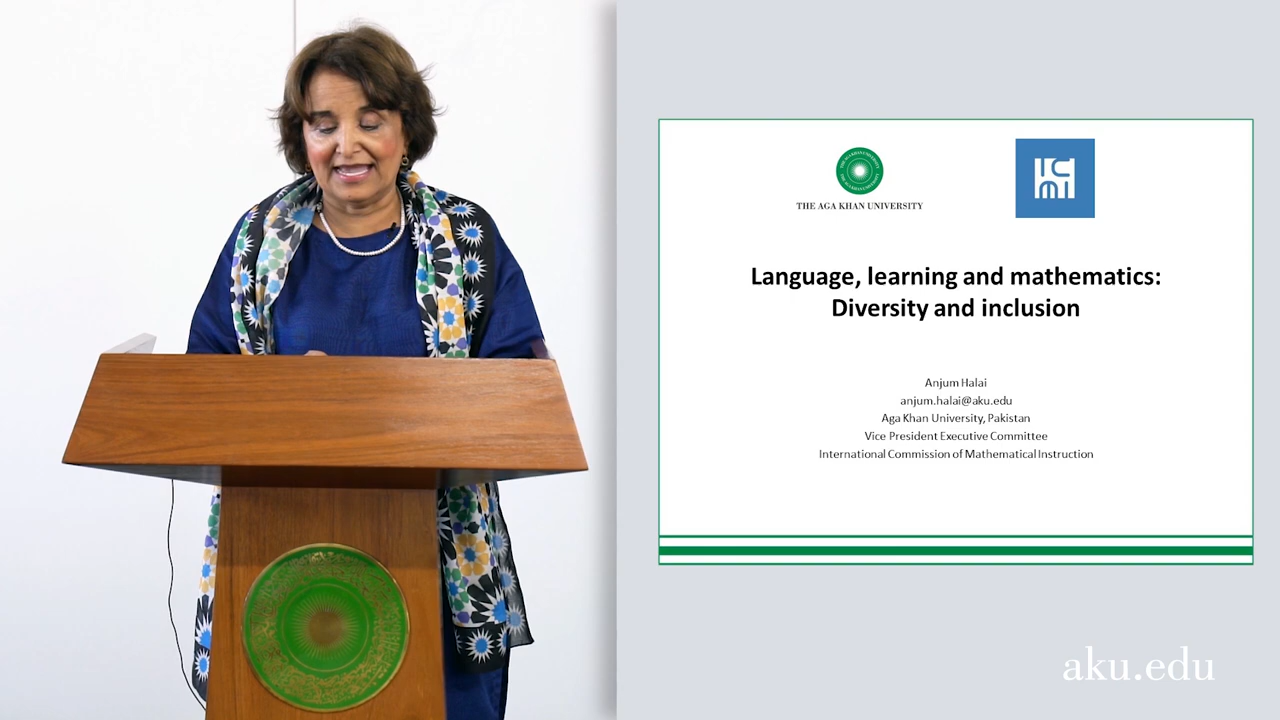 THE AGA KHAN UNIVERSITY
Language, learning and mathematics:
Diversity and inclusion
Anjum Halai
anjum.halai@aku.edu
Aga Khan University, Pakistan
Vice President Executive Committee
International Commission of Mathematical Instruction
aku.edu